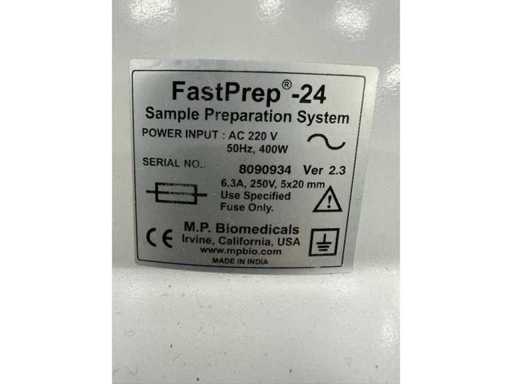 FastPrep®-24
Sample Preparation System
POWER INPUT : AC 220 V
50Hz, 400W
SERIAL NO.: 8090934 Ver 2.3
6.3A, 250V, 5x20 mm
Use Specified
Fuse Only.
M.P. Biomedicals
Irvine, California, USA
www.mpbio.com
MADE IN INDIA
CE